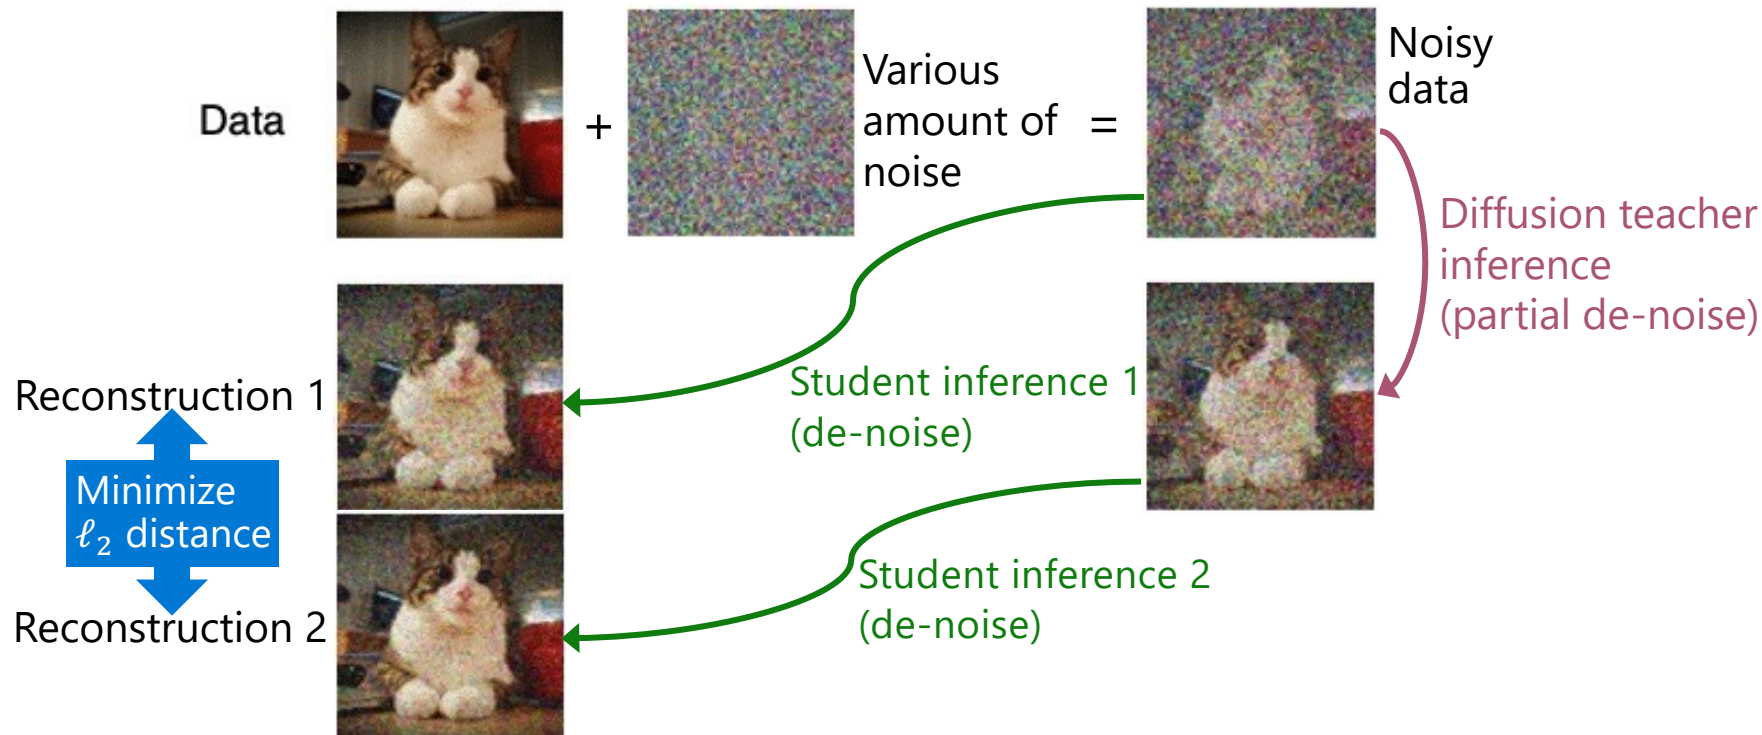 Data
+
Various
amount of
noise
=
Noisy
data
Diffusion teacher
inference
(partial de-noise)
Reconstruction 1
Student inference 1
(de-noise)
Minimize
ℓ₂ distance
Student inference 2
(de-noise)
Reconstruction 2